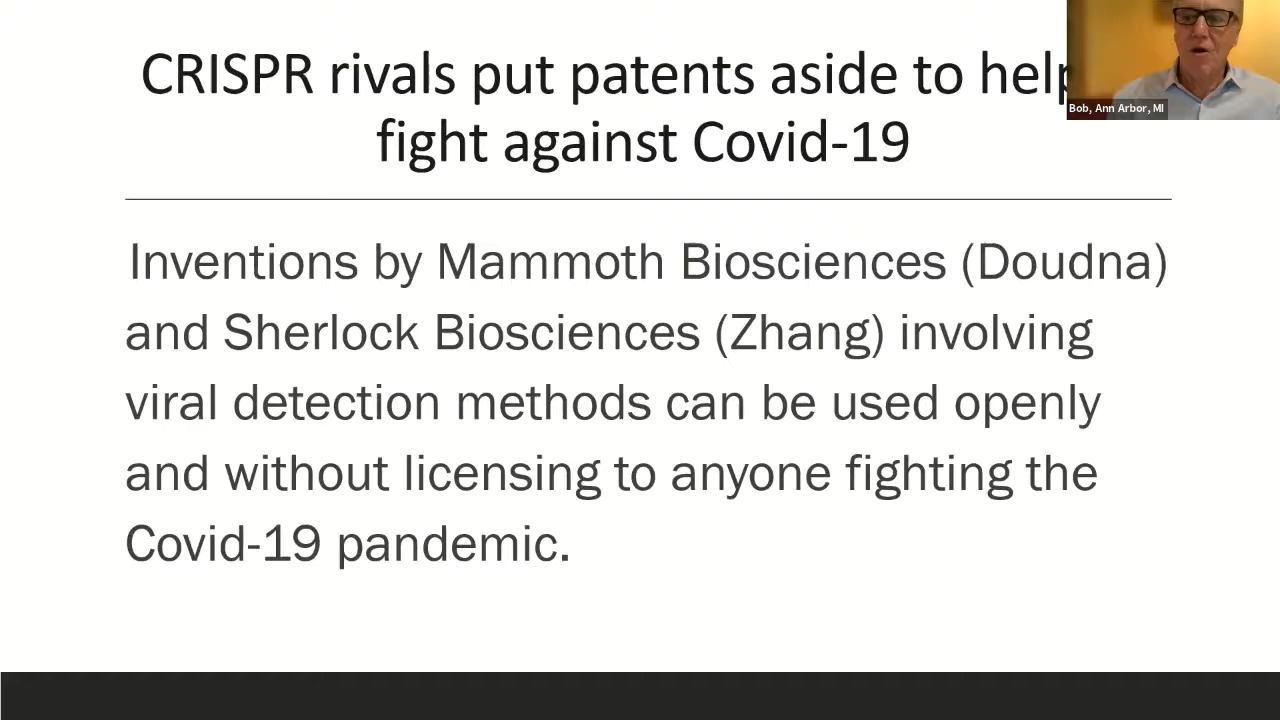 CRISPR rivals put patents aside to help
fight against Covid-19
Bob, Ann Arbor, MI
Inventions by Mammoth Biosciences (Doudna)
and Sherlock Biosciences (Zhang) involving
viral detection methods can be used openly
and without licensing to anyone fighting the
Covid-19 pandemic.